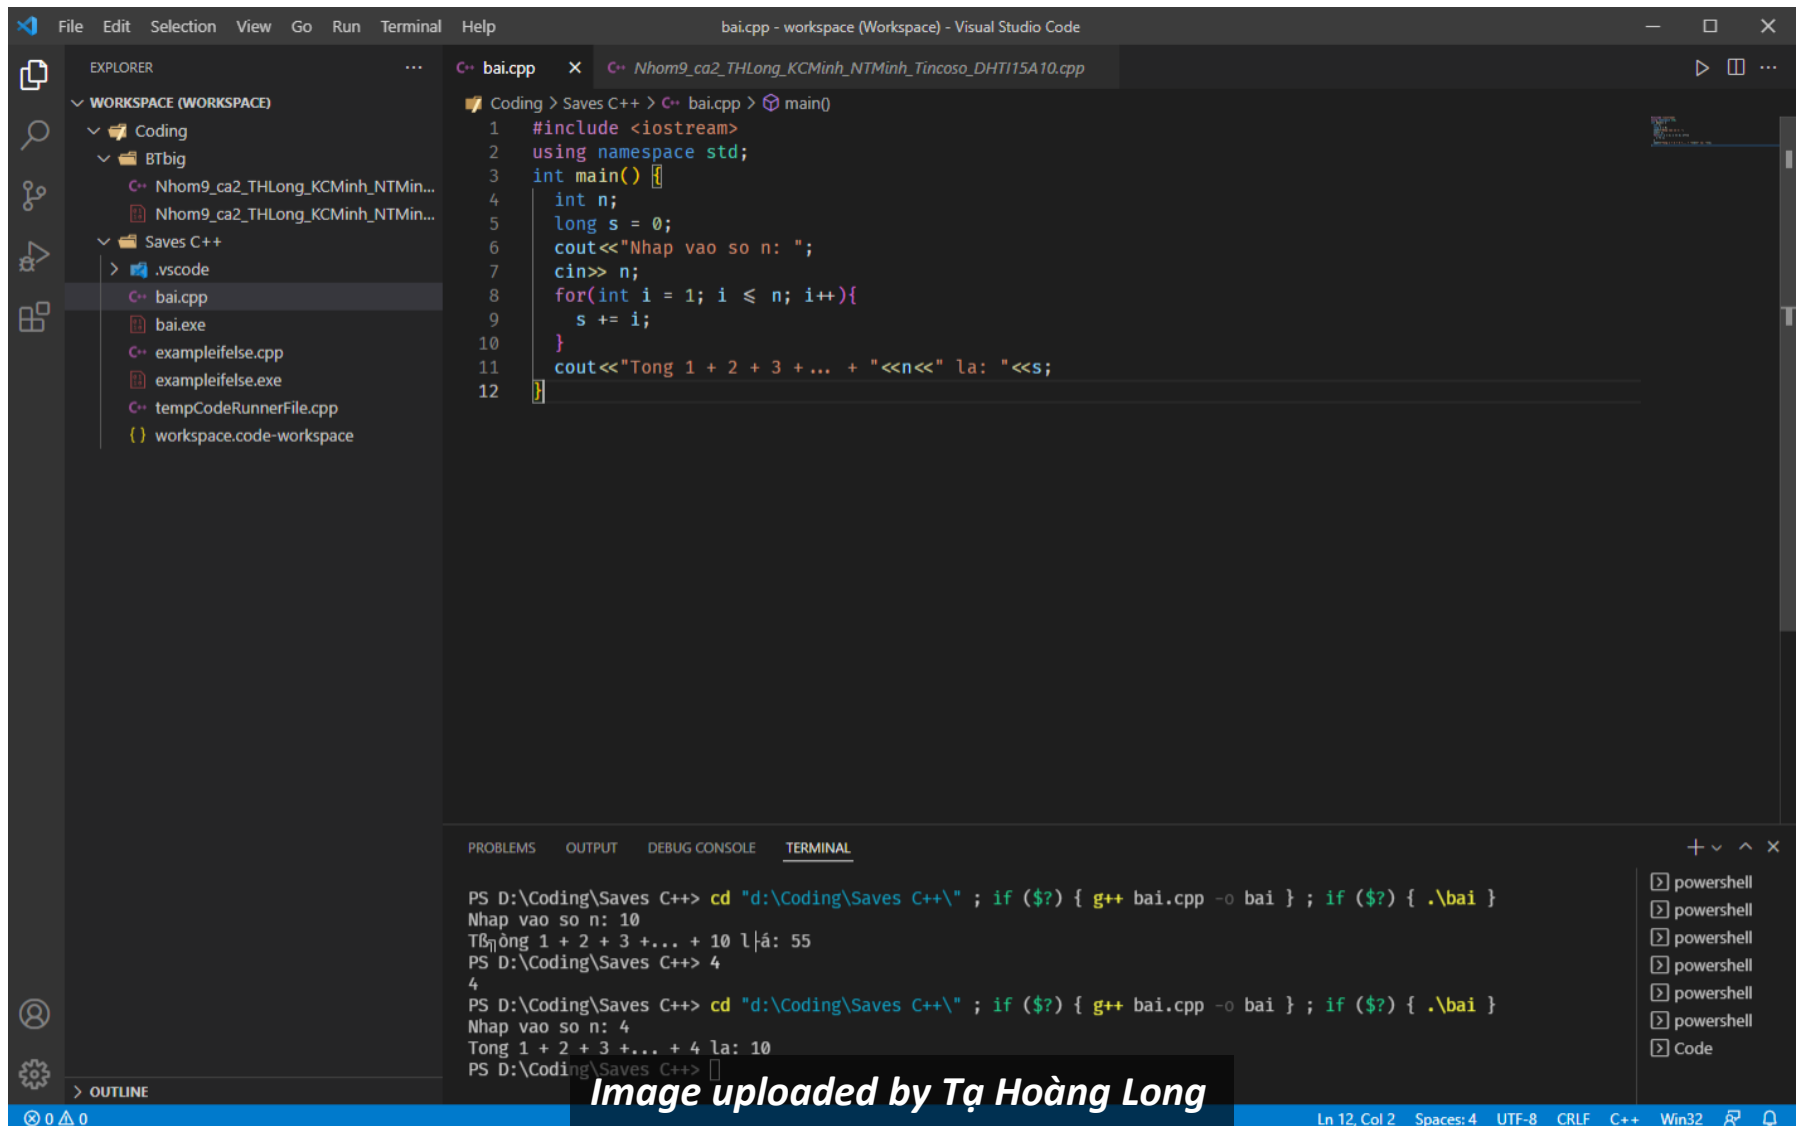 File Edit Selection View Go Run Terminal Help
bai.cpp - workspace (Workspace) - Visual Studio Code
EXPLORER
WORKSPACE (WORKSPACE)
Coding
BTbig
Nhom9_ca2_THLong_KCMinh_NTMin...
Nhom9_ca2_THLong_KCMinh_NTMin...
Saves C++
.vscode
bai.cpp
bai.exe
exampleifelse.cpp
exampleifelse.exe
tempCodeRunnerFile.cpp
workspace.code-workspace
OUTLINE
bai.cpp
Nhom9_ca2_THLong_KCMinh_NTMinh_Tincoso_DHTI15A10.cpp
Coding > Saves C++ > bai.cpp > main()
1 #include <iostream>
2 using namespace std;
3 int main() {
4 int n;
5 long s = 0;
6 cout<<"Nhap vao so n: ";
7 cin>> n;
8 for(int i = 1; i <= n; i++){
9 s += i;
10 }
11 cout<<"Tong 1 + 2 + 3 +... + "<<n<<" la: "<<s;
12 }
PROBLEMS OUTPUT DEBUG CONSOLE TERMINAL
PS D:\Coding\Saves C++> cd "d:\Coding\Saves C++\" ; if ($?) { g++ bai.cpp -o bai } ; if ($?) { .\bai }
Nhap vao so n: 10
Tß╗òng 1 + 2 + 3 +... + 10 l├á: 55
PS D:\Coding\Saves C++> 4
4
PS D:\Coding\Saves C++> cd "d:\Coding\Saves C++\" ; if ($?) { g++ bai.cpp -o bai } ; if ($?) { .\bai }
Nhap vao so n: 4
Tong 1 + 2 + 3 +... + 4 la: 10
PS D:\Coding\Saves C++>
powershell
powershell
powershell
powershell
powershell
powershell
Code
Image uploaded by Tạ Hoàng Long
0 0
Ln 12, Col 2 Spaces: 4 UTF-8 CRLF C++ Win32